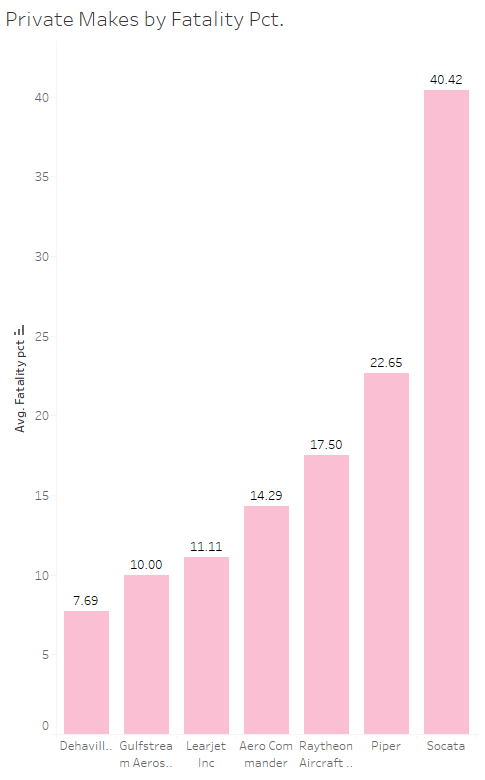 Private Makes by Fatality Pct.
40.42
40
35
30
Avg. Fatality pct
25
22.65
20
17.50
15
14.29
11.11
10.00
10
7.69
5
0
Dehavill..
Gulfstrea
m Aeros..
Learjet
Inc
Aero Com
mander
Raytheon
Aircraft ..
Piper
Socata